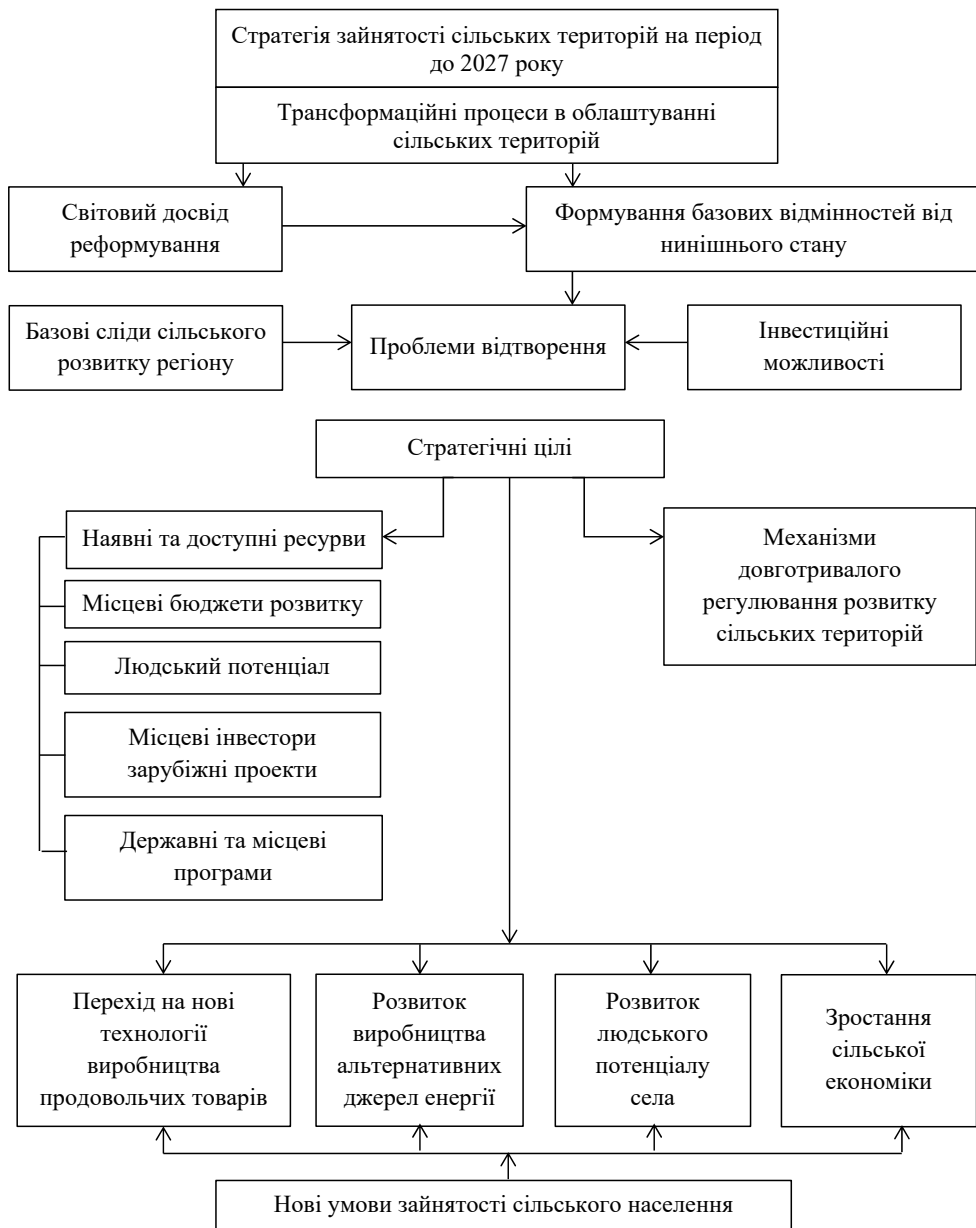 Стратегія зайнятості сільських територій на період
до 2027 року
Трансформаційні процеси в облаштуванні
сільських територій
Світовий досвід
реформування
Формування базових відмінностей від
нинішнього стану
Базові сліди сільського
розвитку регіону
Проблеми відтворення
Інвестиційні
можливості
Стратегічні цілі
Наявні та доступні ресурви
Місцеві бюджети розвитку
Людський потенціал
Місцеві інвестори
зарубіжні проекти
Державні та місцеві
програми
Механізми
довготривалого
регулювання розвитку
сільських територій
Перехід на нові
технології
виробництва
продовольчих товарів
Розвиток
виробництва
альтернативних
джерел енергії
Розвиток
людського
потенціалу
села
Зростання
сільської
економіки
Нові умови зайнятості сільського населення